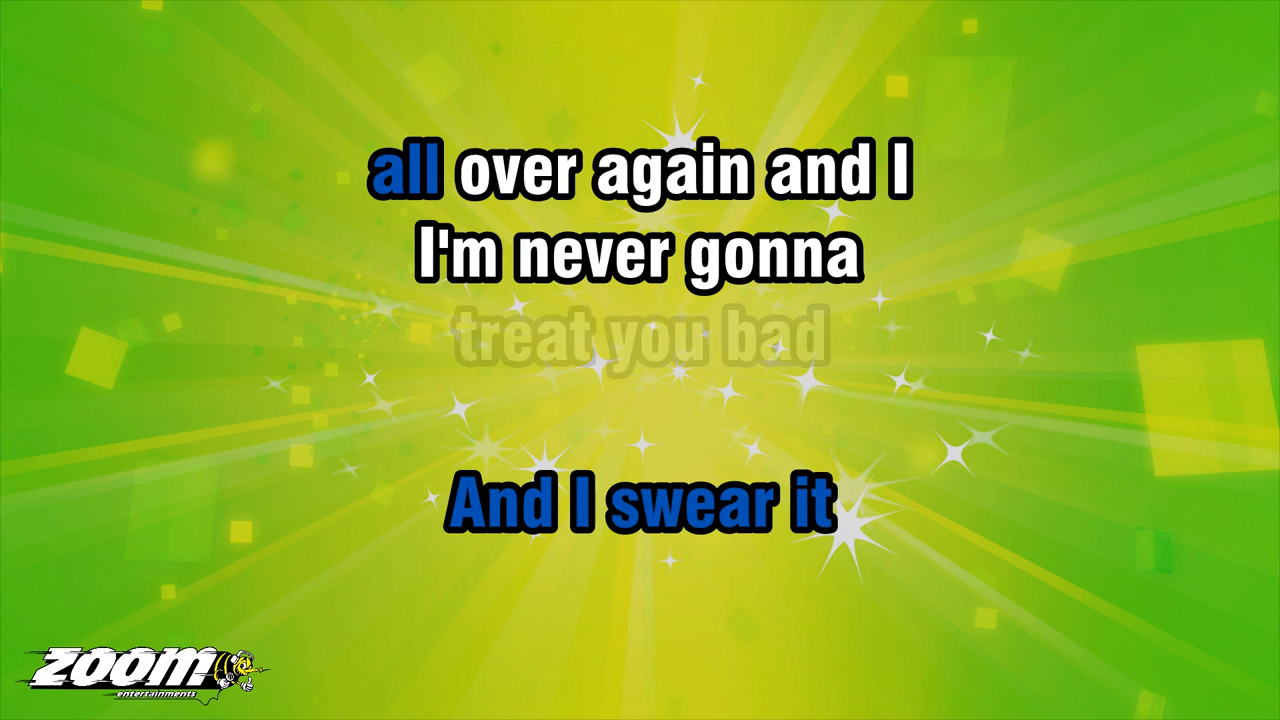 all over again and I
I'm never gonna
treat you bad
And I swear it
ZOOM
entertainments